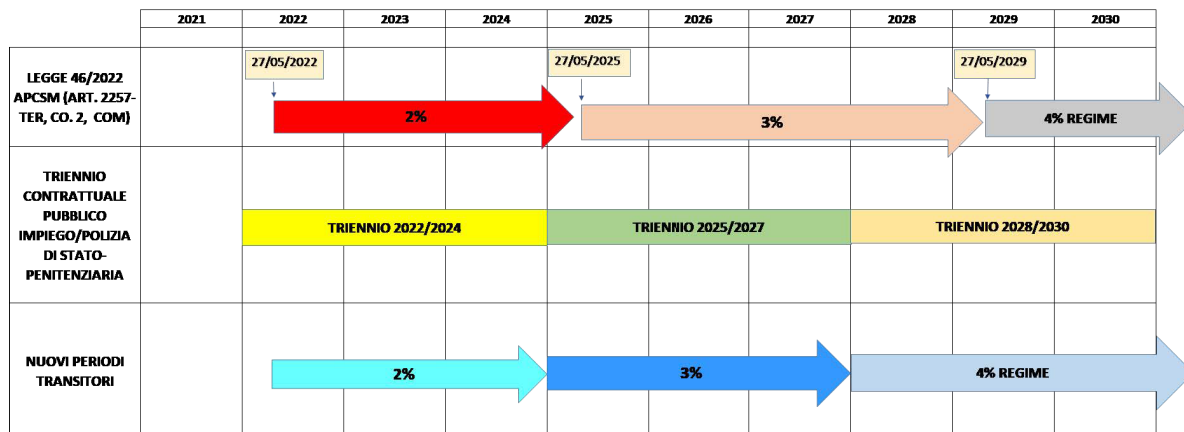 2021 2022 2023 2024 2025 2026 2027 2028 2029 2030
27/05/2022 27/05/2025 27/05/2029
LEGGE 46/2022
APCSM (ART. 2257-
TER, CO. 2, COM)
2% 3% 4% REGIME
TRIENNIO
CONTRATTUALE
PUBBLICO
IMPIEGO/POLIZIA
DI STATO-
PENITENZIARIA
TRIENNIO 2022/2024 TRIENNIO 2025/2027 TRIENNIO 2028/2030
NUOVI PERIODI
TRANSITORI
2% 3% 4% REGIME